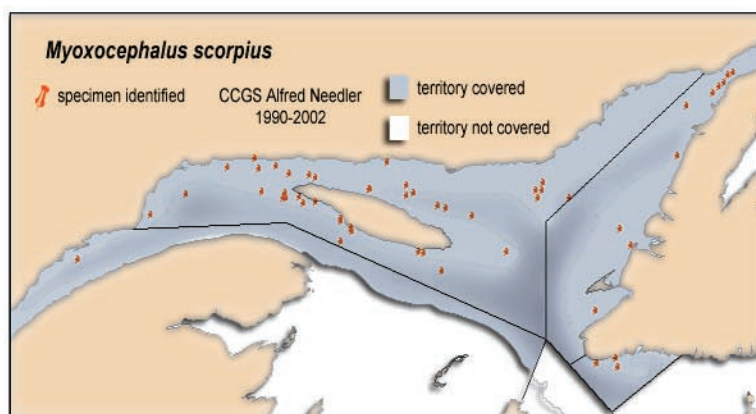 Myoxocephalus scorpius
specimen identified
CCGS Alfred Needler
1990-2002
territory covered
territory not covered